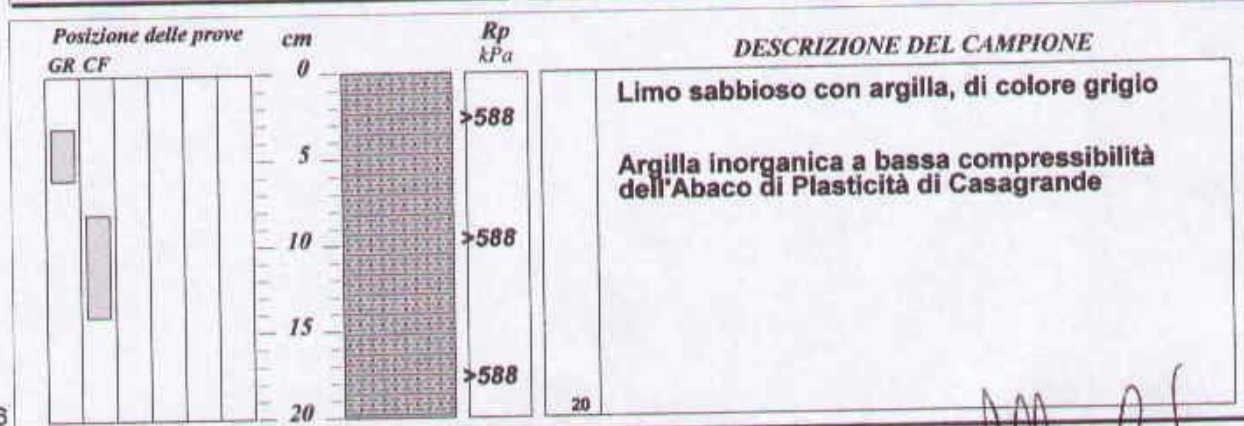 Posizione delle prove cm Rp DESCRIZIONE DEL CAMPIONE
GR CF kPa
0
Limo sabbioso con argilla, di colore grigio
>588
5
Argilla inorganica a bassa compressibilità
dell'Abaco di Plasticità di Casagrande
10 >588
15
>588
20 20